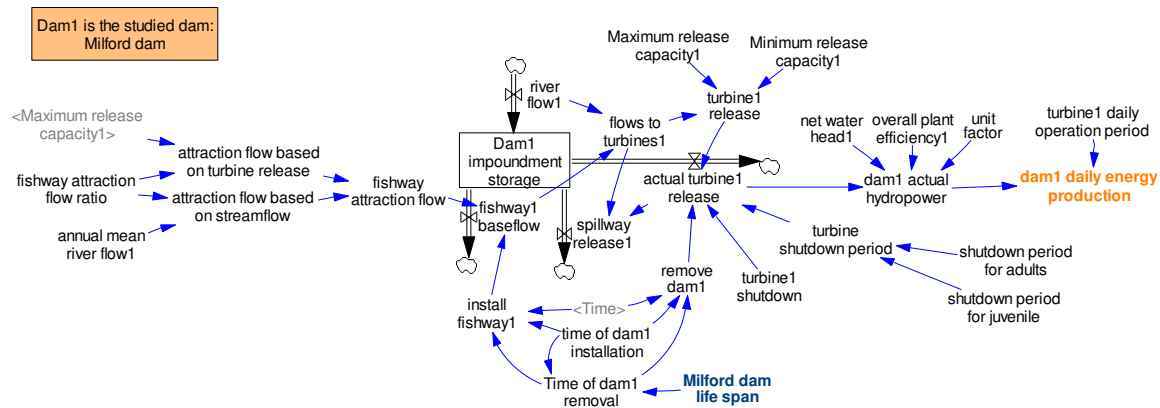 Dam1 is the studied dam:
Milford dam
<Maximum release
capacity1>
fishway attraction
flow ratio
annual mean
river flow1
attraction flow based
on turbine release
attraction flow based
on streamflow
fishway
attraction flow
river
flow1
Dam1
impoundment
storage
fishway1
baseflow
flows to
turbines1
spillway
release1
Maximum release
capacity1
Minimum release
capacity1
turbine1
release
actual turbine1
release
net water
head1
overall plant
efficiency1
unit
factor
turbine1 daily
operation period
dam1 actual
hydropower
dam1 daily energy
production
turbine
shutdown period
shutdown period
for adults
shutdown period
for juvenile
turbine1
shutdown
remove
dam1
install
fishway1
<Time>
time of dam1
installation
Time of dam1
removal
Milford dam
life span